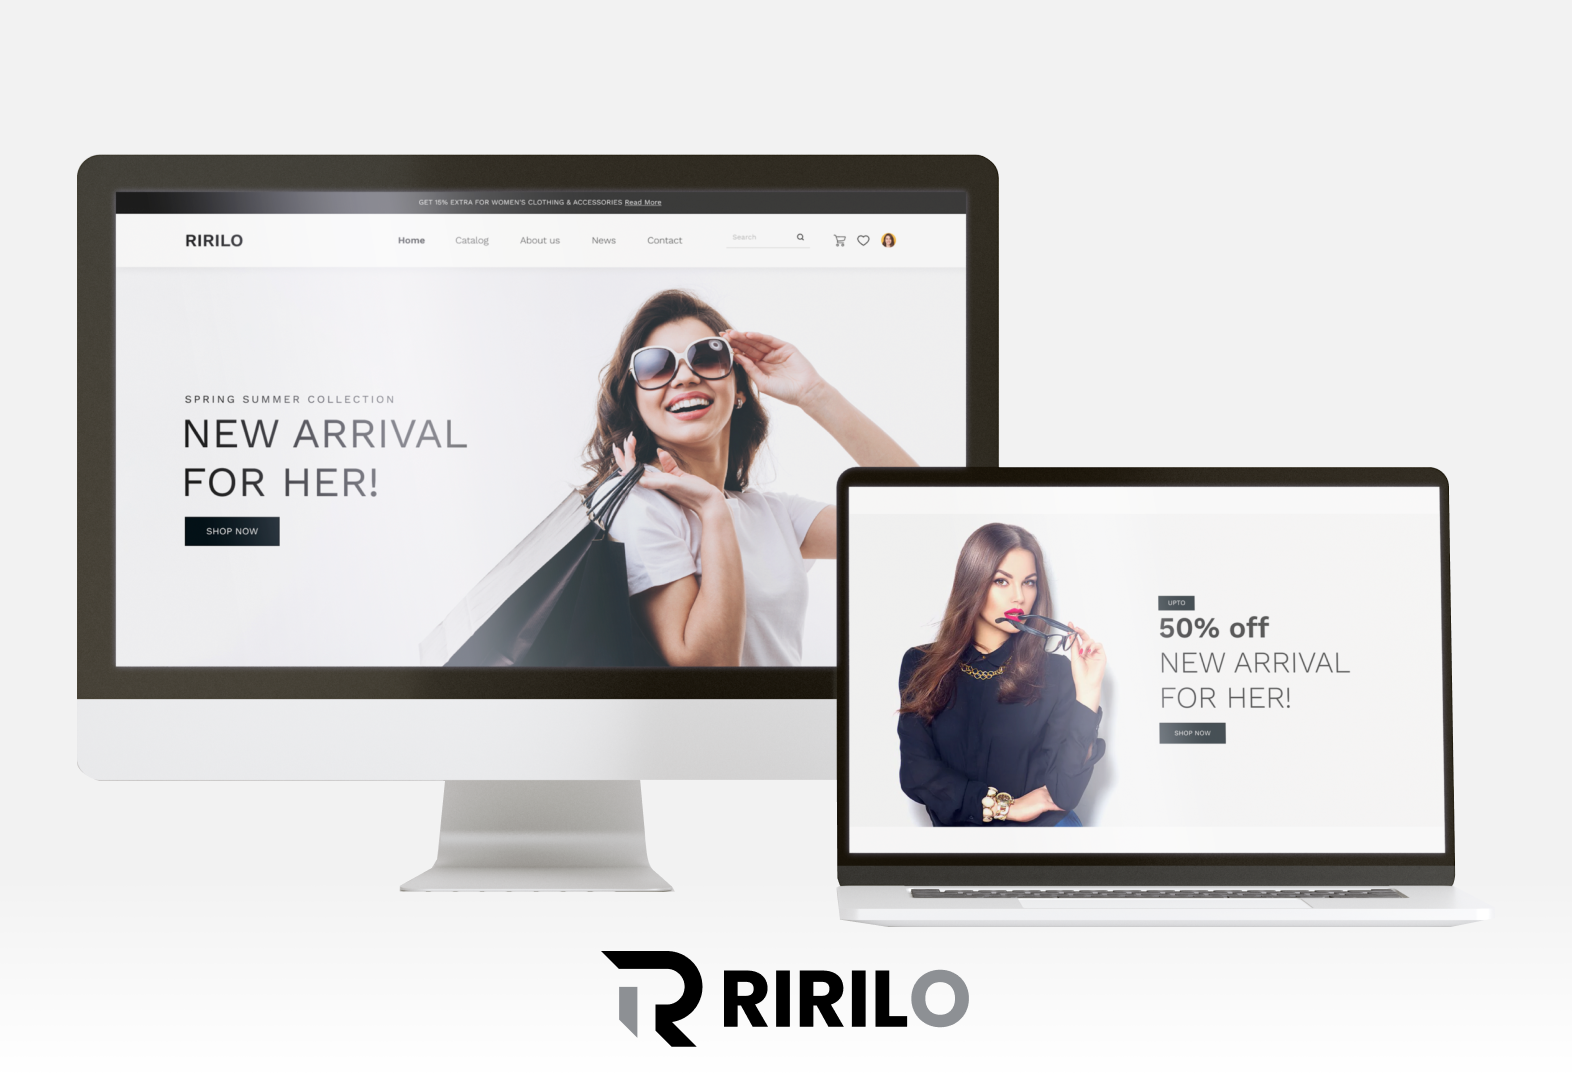 GET 15% EXTRA FOR WOMEN'S CLOTHING & ACCESSORIES Read More
RIRILO
Home
Catalog
About us
News
Contact
Search
SPRING SUMMER COLLECTION
NEW ARRIVAL
FOR HER!
SHOP NOW
UPTO
50% off
NEW ARRIVAL
FOR HER!
SHOP NOW
RIRILO